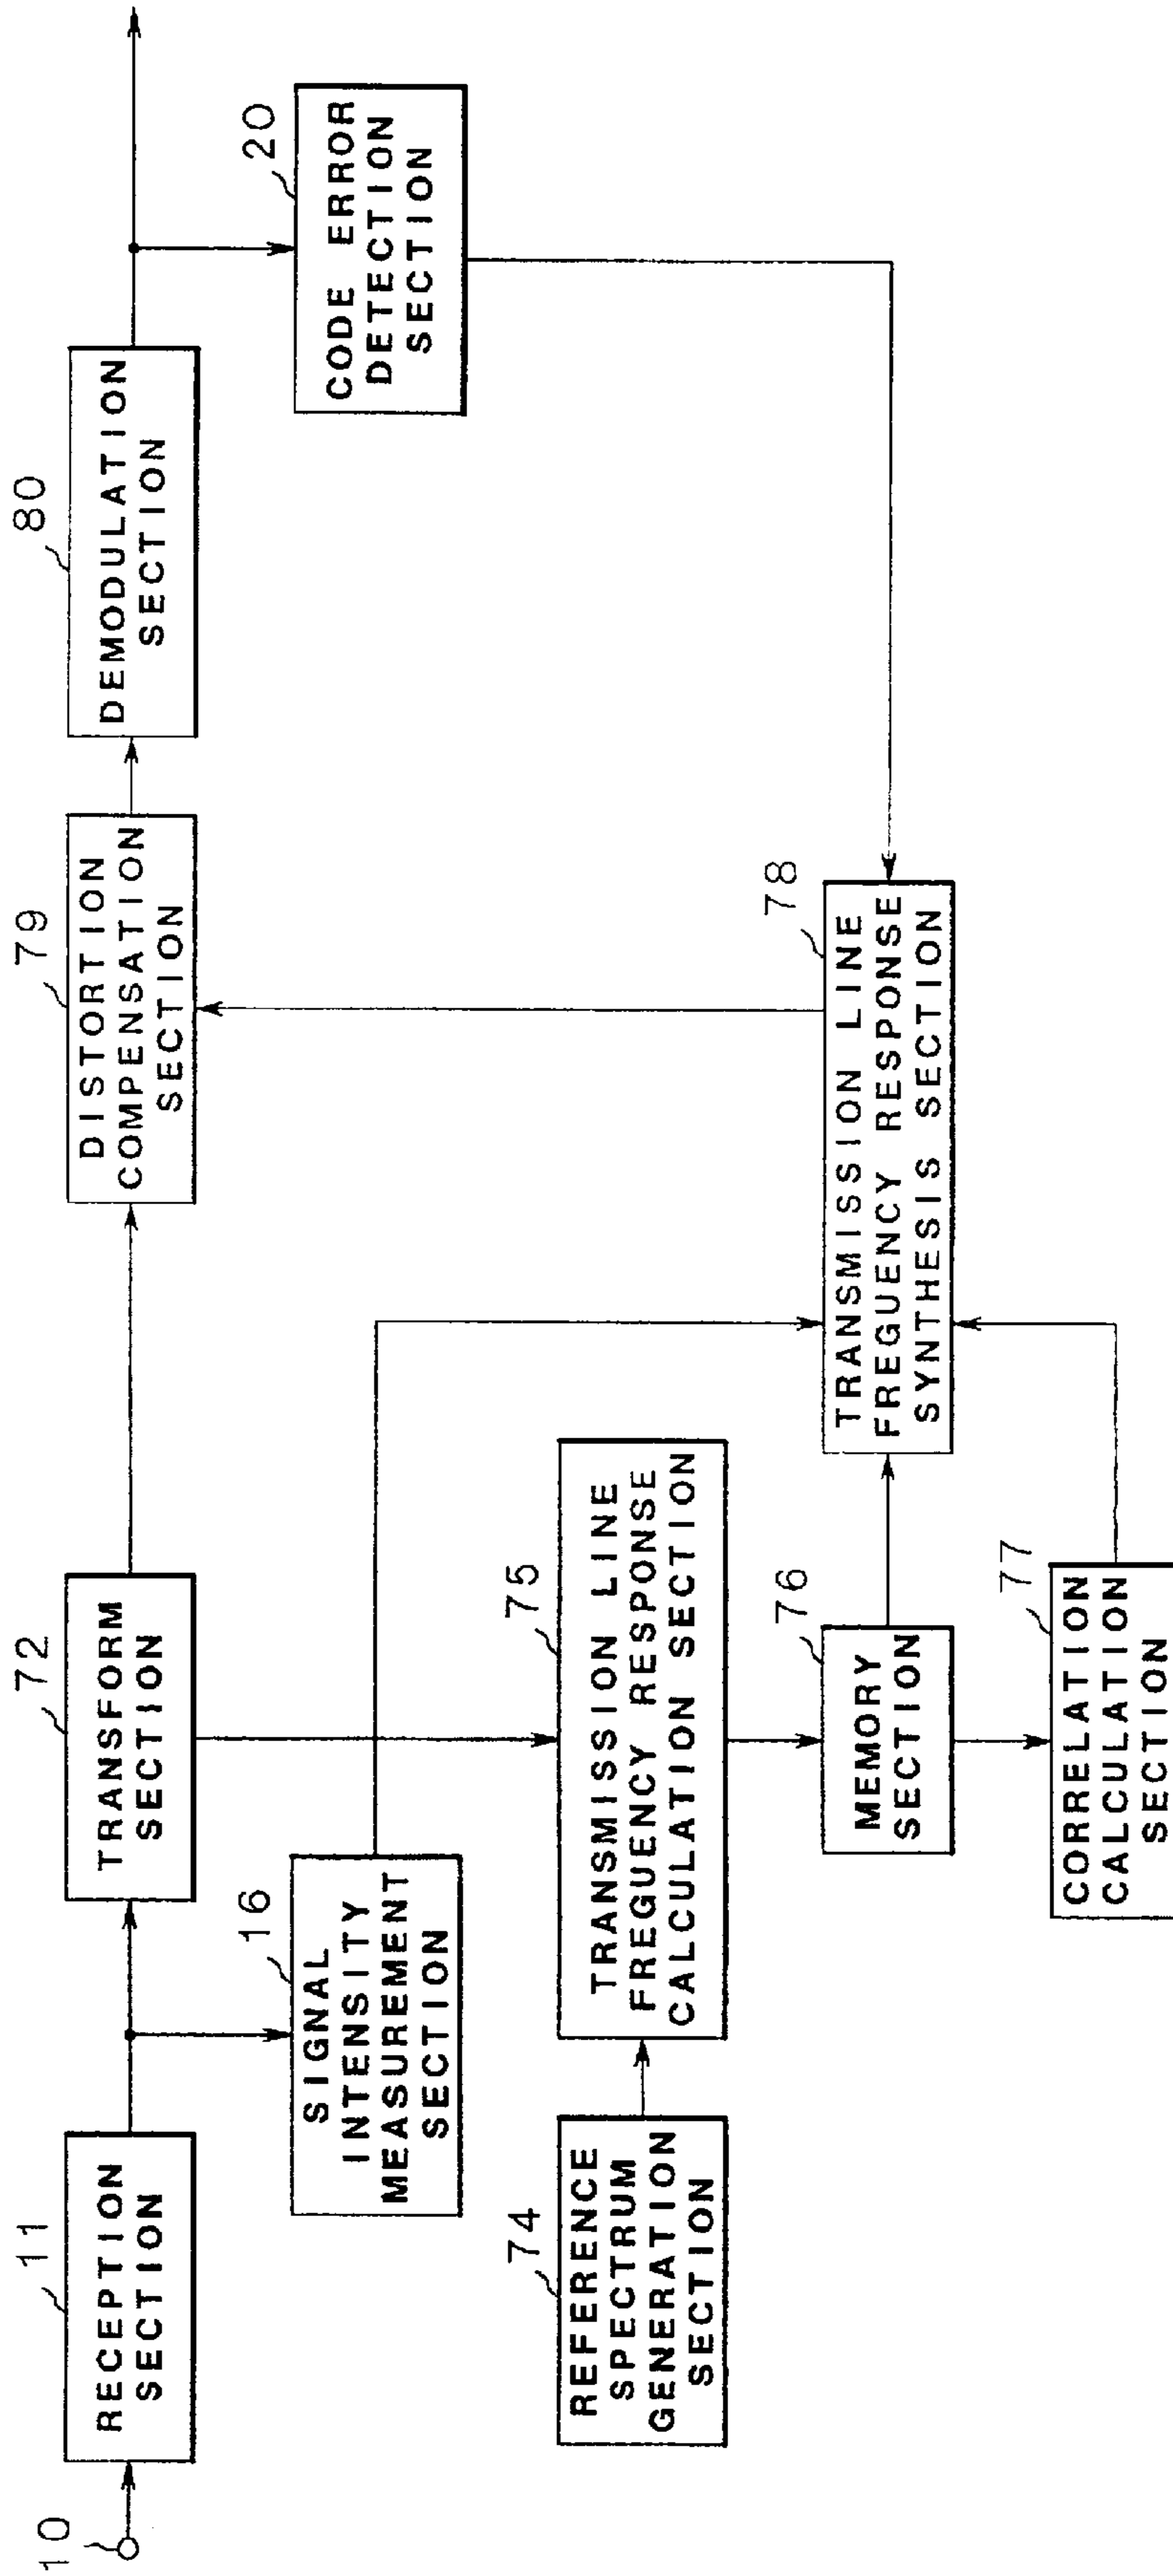 10
11
RECEPTION
SECTION
72
TRANSFORM
SECTION
79
DISTORTION
COMPENSATION
SECTION
80
DEMODULATION
SECTION
16
SIGNAL
INTENSITY
MEASUREMENT
SECTION
20
CODE ERROR
DETECTION
SECTION
74
REFERENCE
SPECTRUM
GENERATION
SECTION
75
TRANSMISSION LINE
FREGUENCY RESPONSE
CALCULATION SECTION
76
MEMORY
SECTION
78
TRANSMISSION LINE
FREGUENCY RESPONSE
SYNTHESIS SECTION
77
CORRELATION
CALCULATION
SECTION